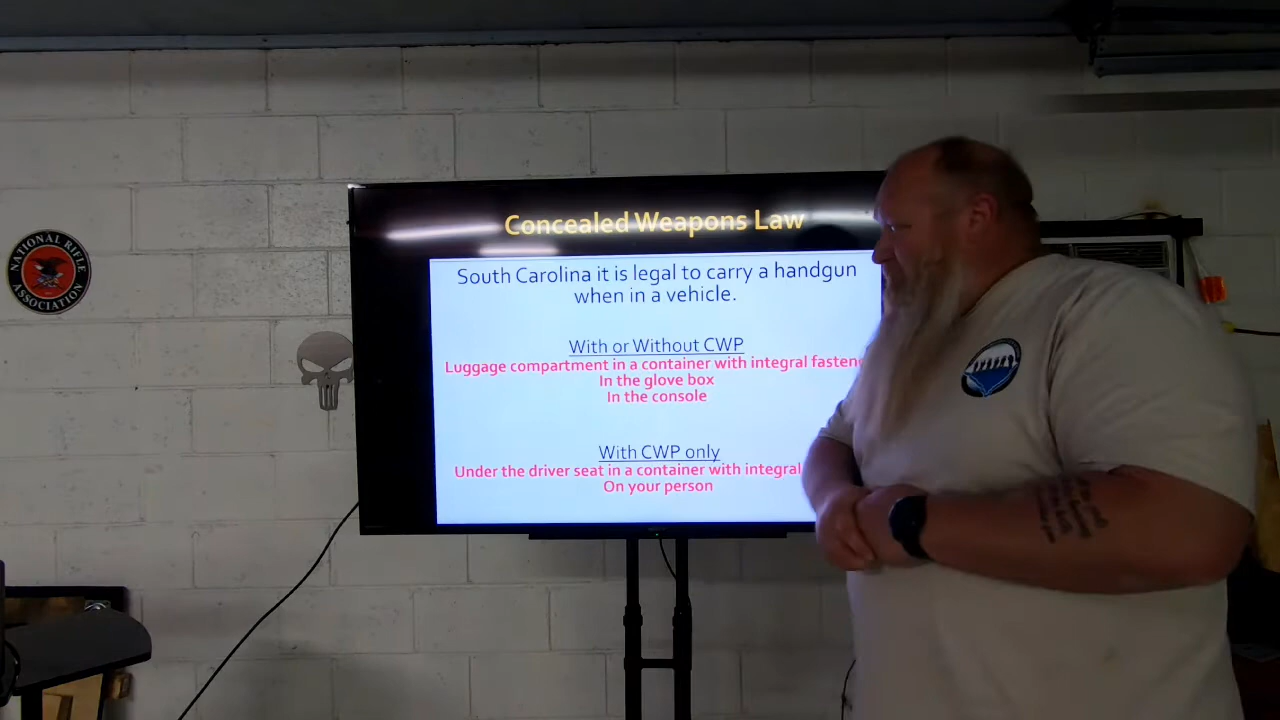 Concealed Weapons Law
South Carolina it is legal to carry a handgun
when in a vehicle.
With or Without CWP
Luggage compartment in a container with integral
In the glove box
In the console
With CWP only
Under the driver seat in a container with integral
On your person
NATIONAL RIFLE
ASSOCIATION